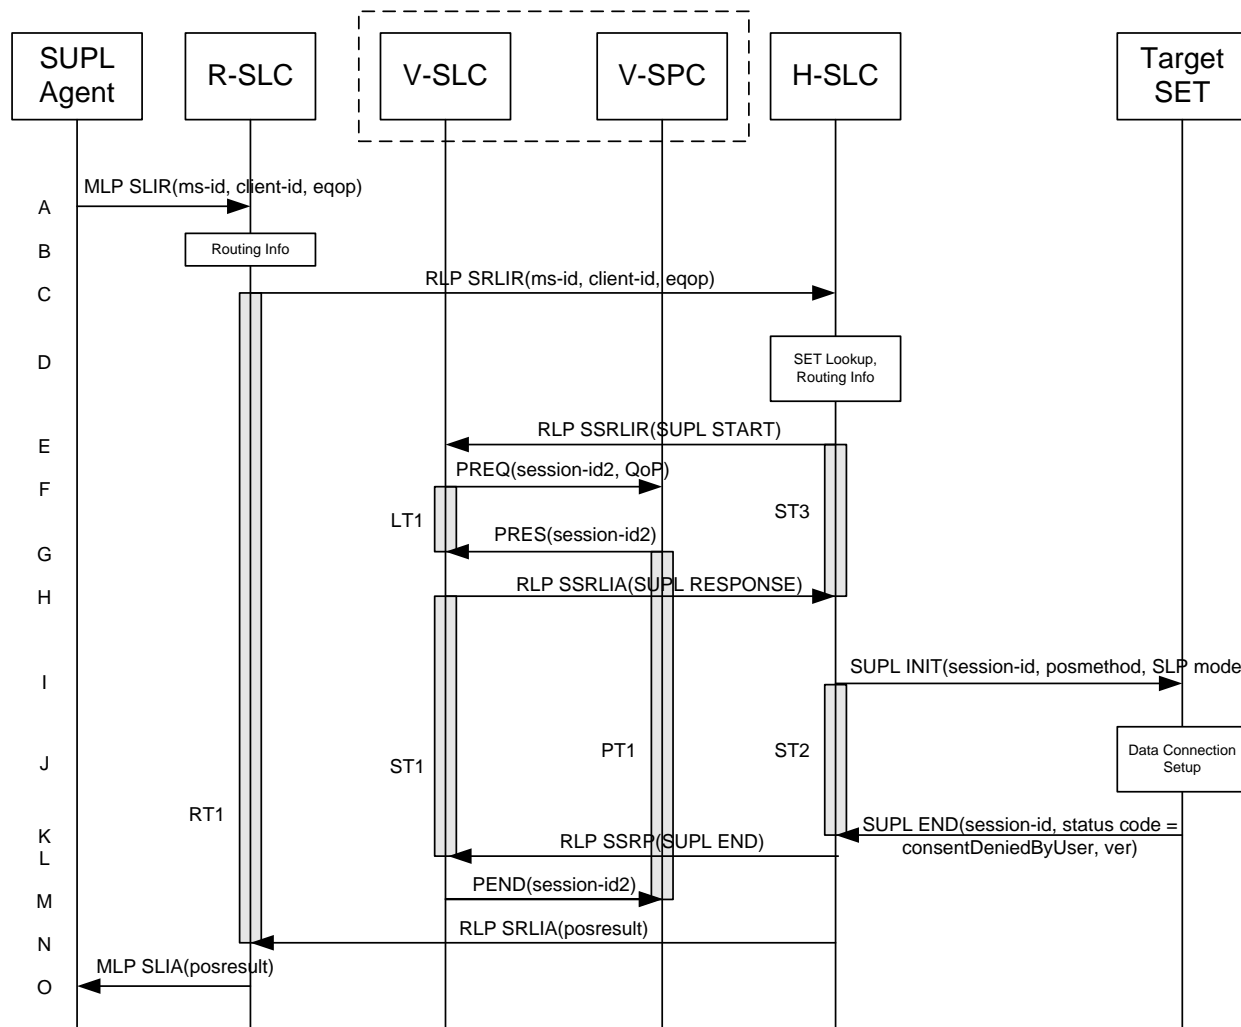 SUPL
Agent
R-SLC
V-SLC
V-SPC
H-SLC
Target
SET
MLP SLIR(ms-id, client-id, eqop)
A
B
Routing Info
RLP SRLIR(ms-id, client-id, eqop)
C
D
SET Lookup,
Routing Info
RLP SSRLIR(SUPL START)
E
PREQ(session-id2, QoP)
F
LT1
ST3
PRES(session-id2)
G
RLP SSRLIA(SUPL RESPONSE)
H
SUPL INIT(session-id, posmethod, SLP mode
I
J
ST1
PT1
ST2
Data Connection
Setup
RT1
SUPL END(session-id, status code =
consentDeniedByUser, ver)
K
RLP SSRP(SUPL END)
L
PEND(session-id2)
M
RLP SRLIA(posresult)
N
MLP SLIA(posresult)
O